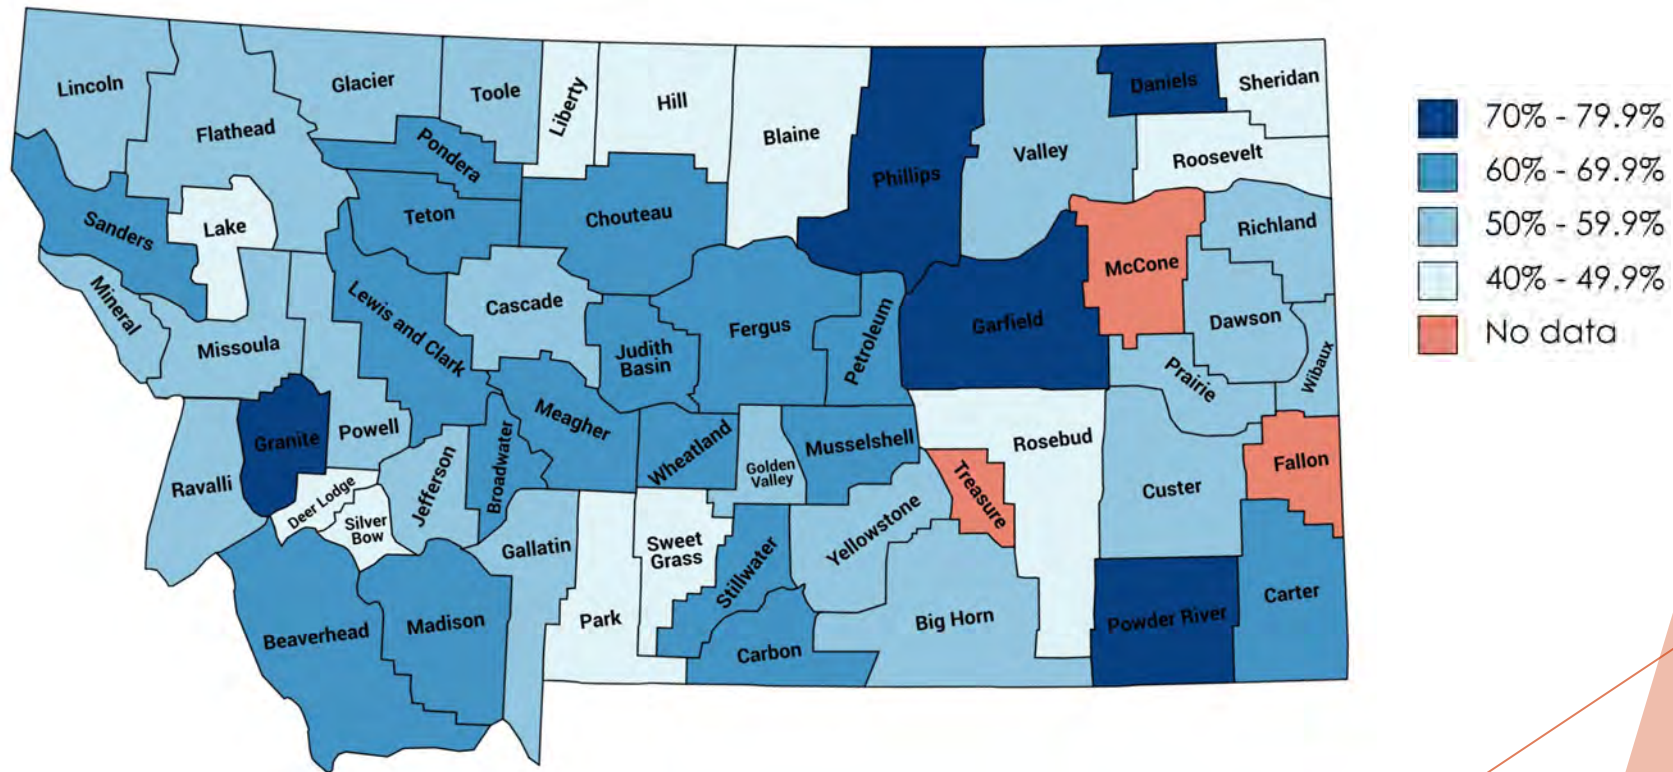 Lincoln
Flathead
Glacier
Toole
Liberty
Hill
Blaine
Phillips
Valley
Daniels
Sheridan
Roosevelt
Pondera
Teton
Chouteau
Sanders
Lake
Mineral
Missoula
Lewis and Clark
Cascade
Judith
Basin
Fergus
Petroleum
Garfield
McCone
Richland
Dawson
Prairie
Wibaux
Granite
Powell
Ravalli
Deer Lodge
Silver
Bow
Jefferson
Broadwater
Meagher
Wheatland
Golden
Valley
Musselshell
Rosebud
Treasure
Custer
Fallon
Beaverhead
Madison
Gallatin
Park
Sweet
Grass
Stillwater
Carbon
Yellowstone
Big Horn
Powder River
Carter
70% - 79.9%
60% - 69.9%
50% - 59.9%
40% - 49.9%
No data